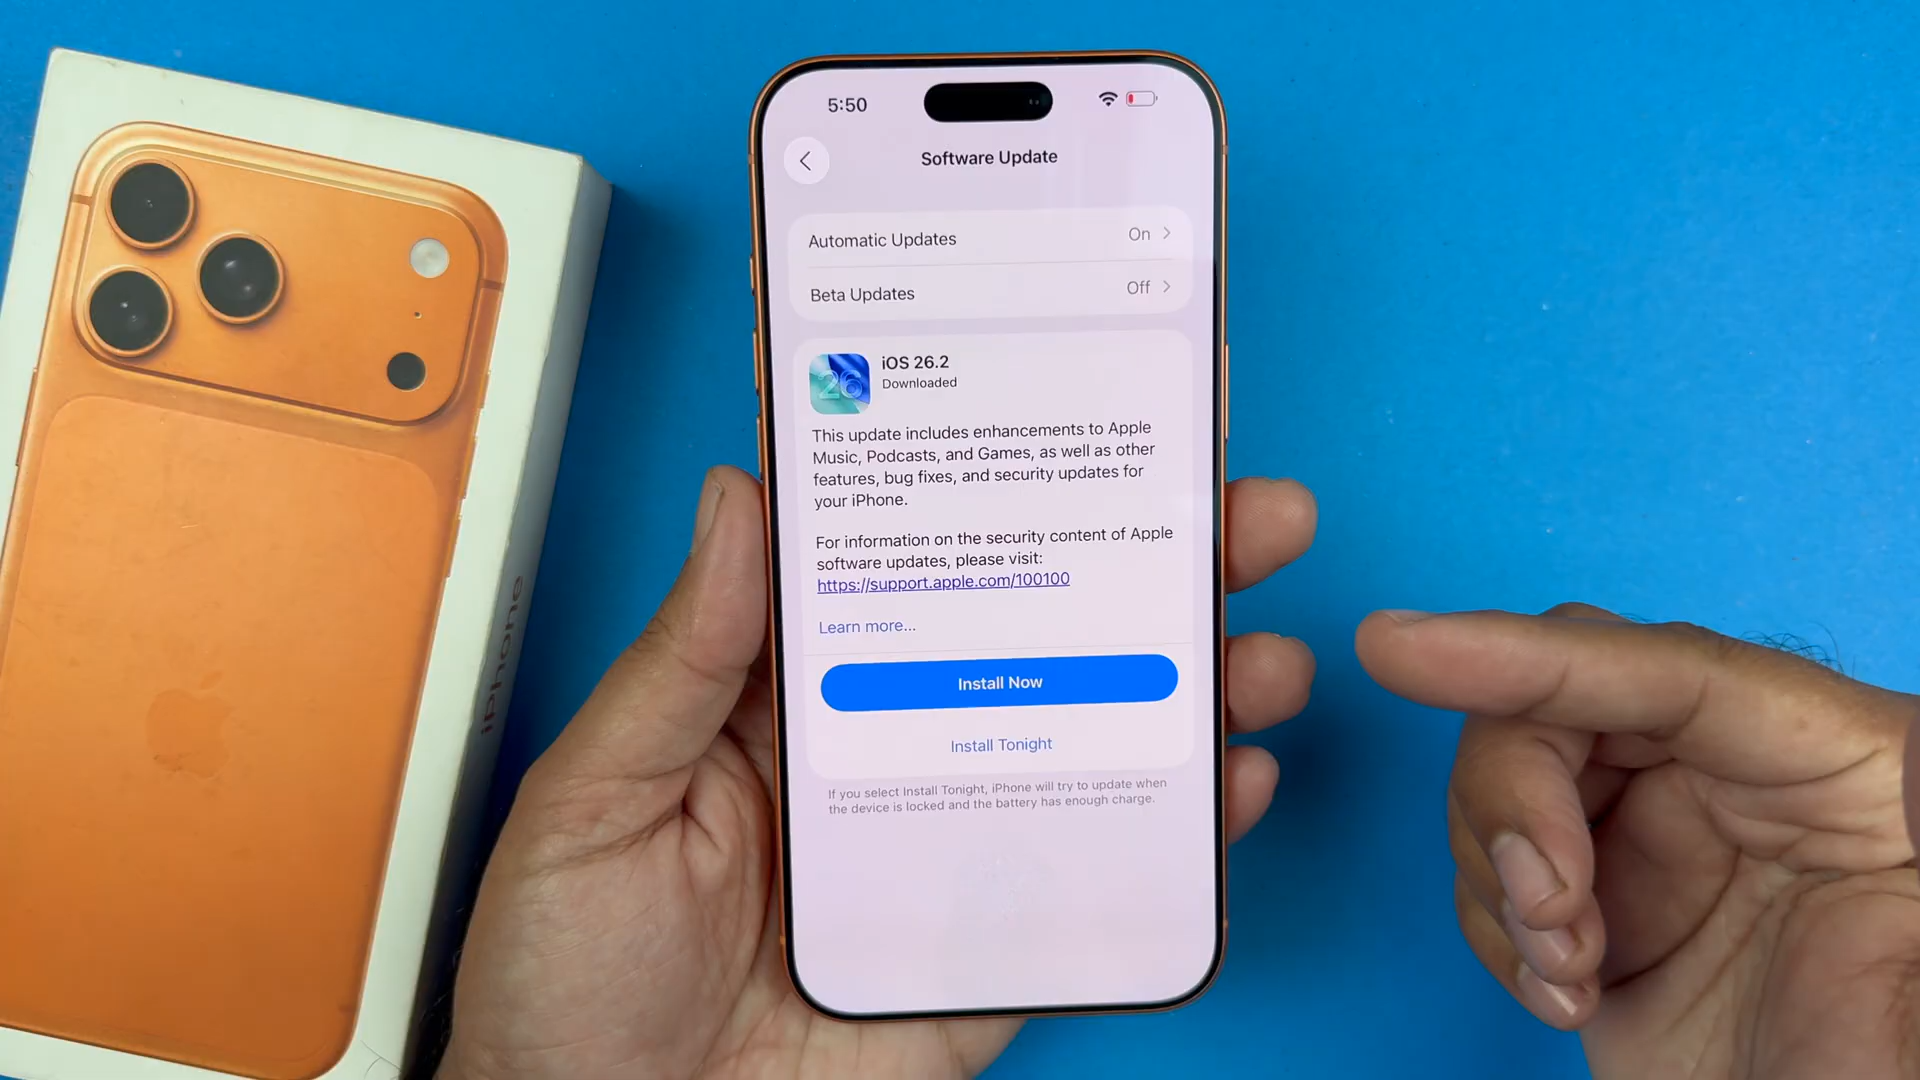 5:50
Software Update
Automatic Updates On
Beta Updates Off
26
iOS 26.2
Downloaded
This update includes enhancements to Apple
Music, Podcasts, and Games, as well as other
features, bug fixes, and security updates for
your iPhone.
For information on the security content of Apple
software updates, please visit:
https://support.apple.com/100100
Learn more...
Install Now
Install Tonight
If you select Install Tonight, iPhone will try to update when
the device is locked and the battery has enough charge.
iPhone